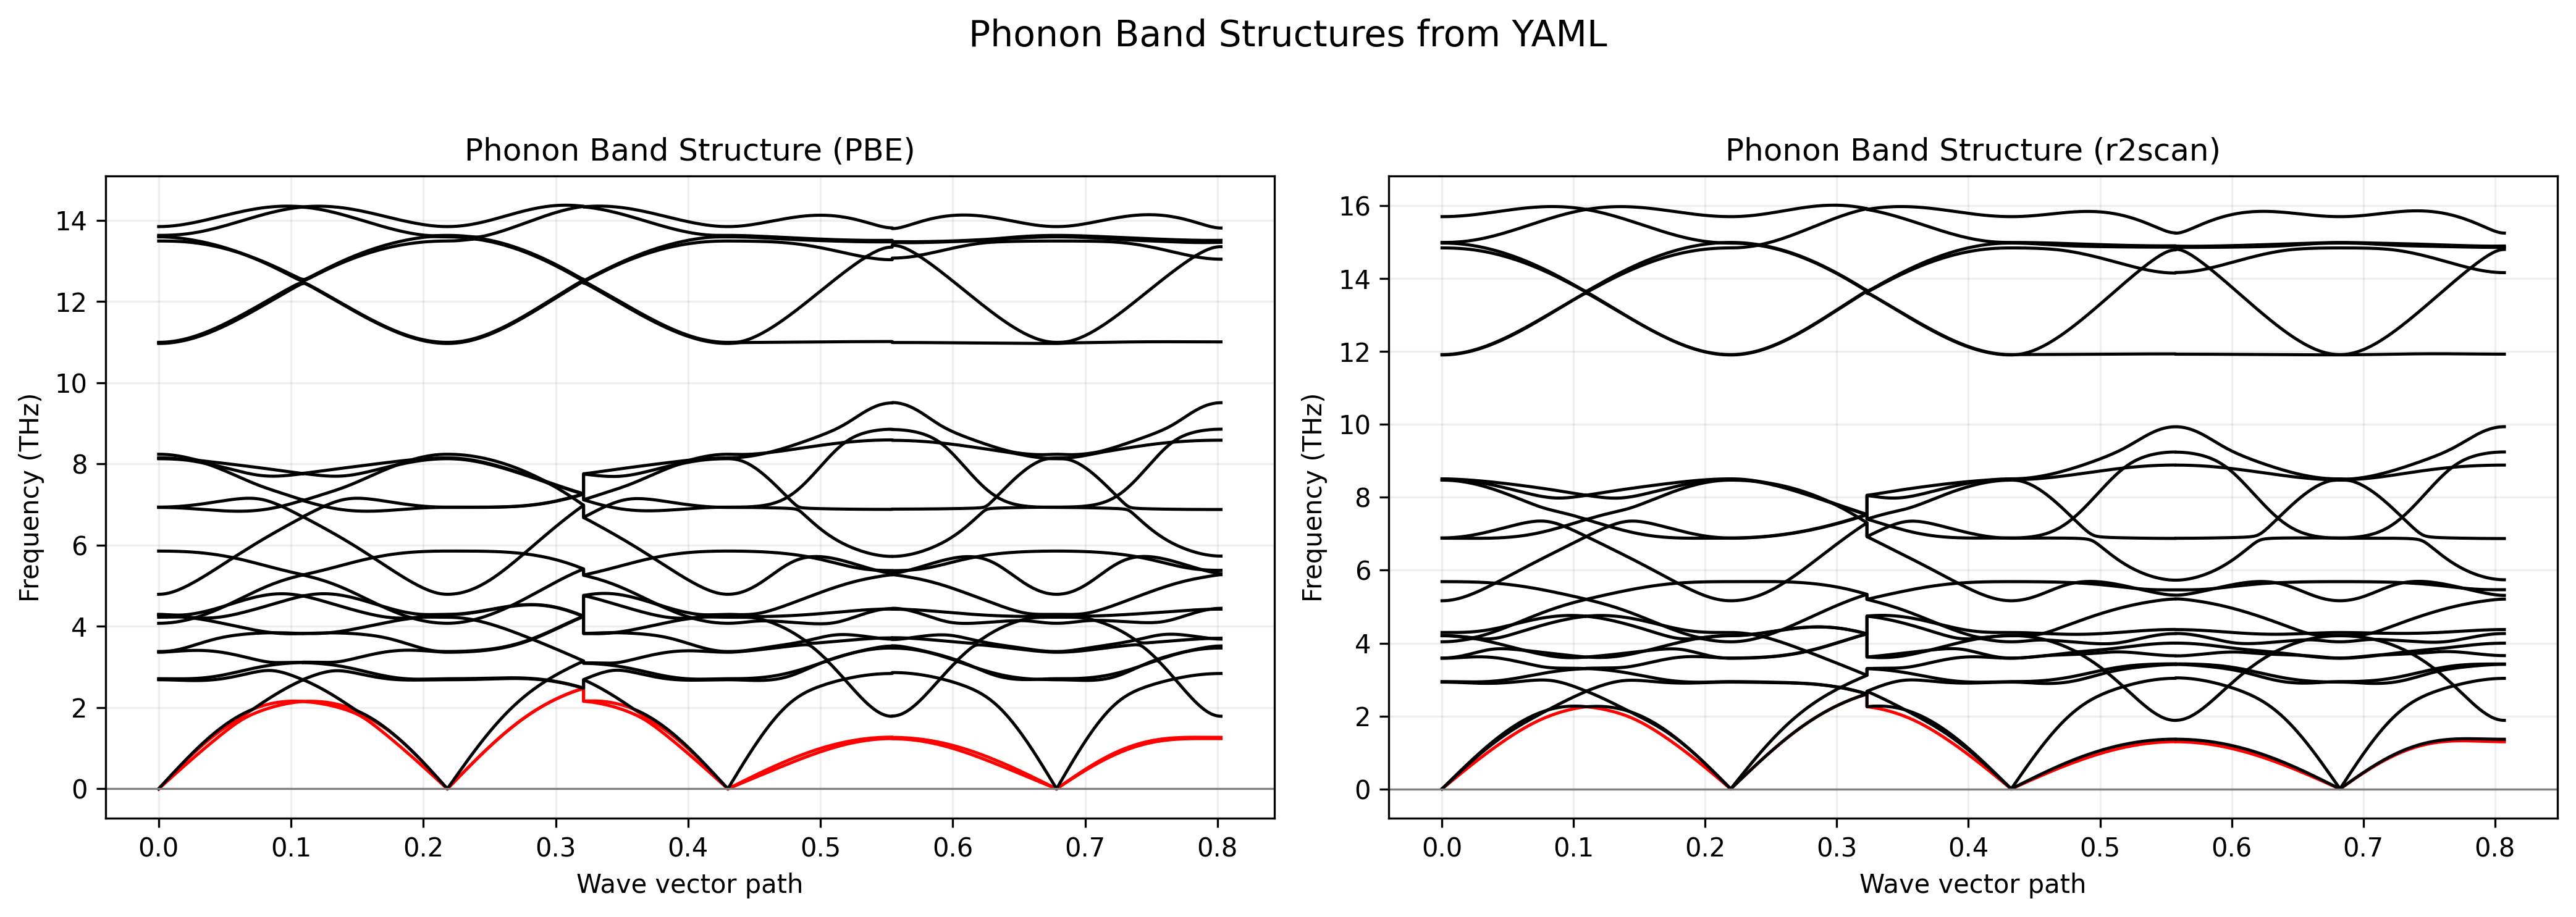 Phonon Band Structures from YAML
Phonon Band Structure (PBE)
Frequency (THz)
14
12
10
8
6
4
2
0
0.0 0.1 0.2 0.3 0.4 0.5 0.6 0.7 0.8
Wave vector path
Phonon Band Structure (r2scan)
Frequency (THz)
16
14
12
10
8
6
4
2
0
0.0 0.1 0.2 0.3 0.4 0.5 0.6 0.7 0.8
Wave vector path